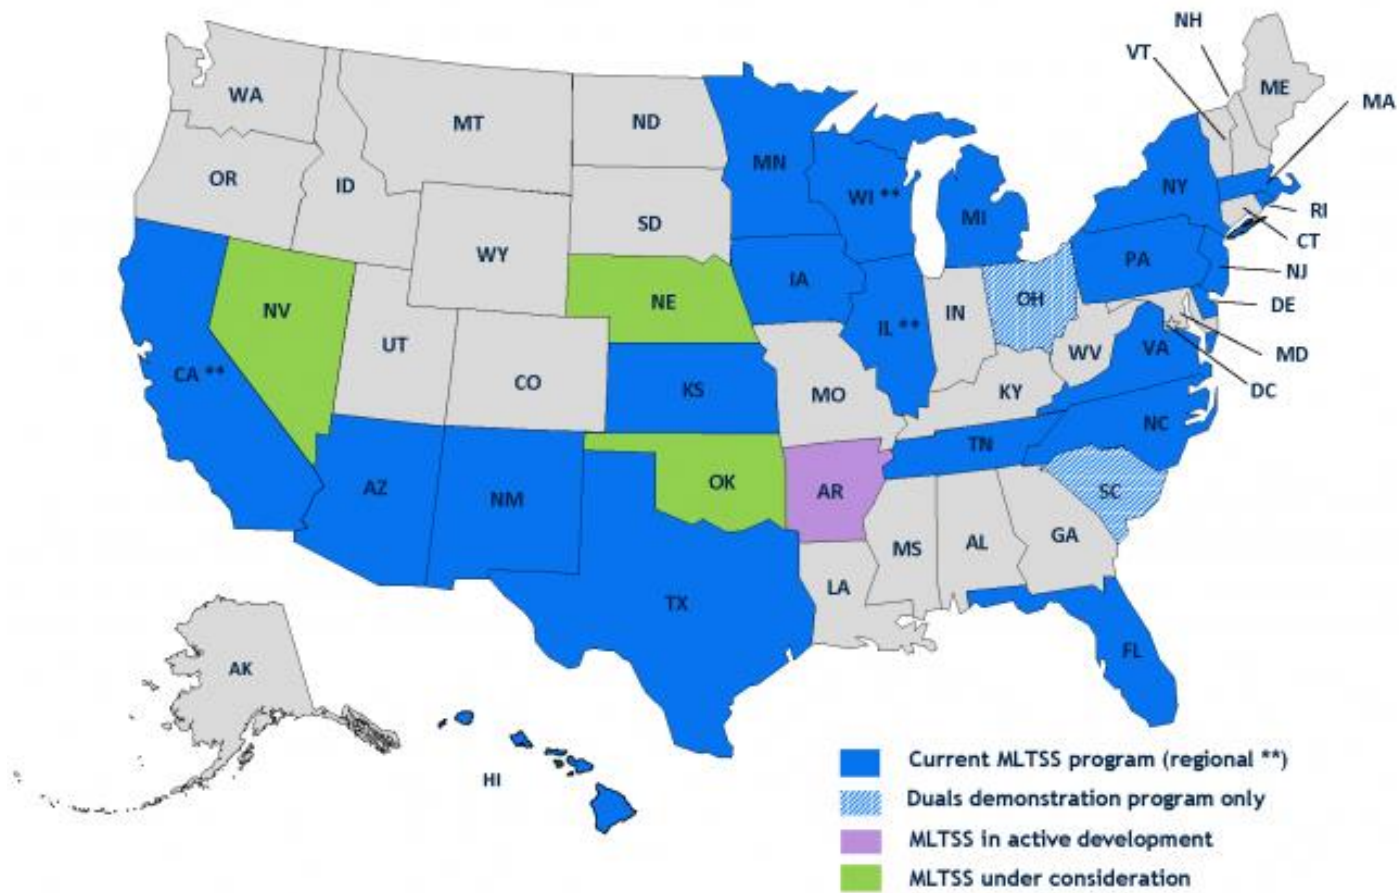 NH
VT
WA
ME
MT
ND
MA
OR
ID
MN
WI **
NY
MI
RI
SD
WY
CT
PA
NJ
IA
NE
OH
NV
IN
DE
IL **
UT
WV
VA
MD
CA **
CO
KS
MO
KY
DC
NC
TN
AZ
NM
OK
AR
SC
GA
MS
AL
LA
TX
FL
AK
HI
Current MLTSS program (regional **)
Duals demonstration program only
MLTSS in active development
MLTSS under consideration